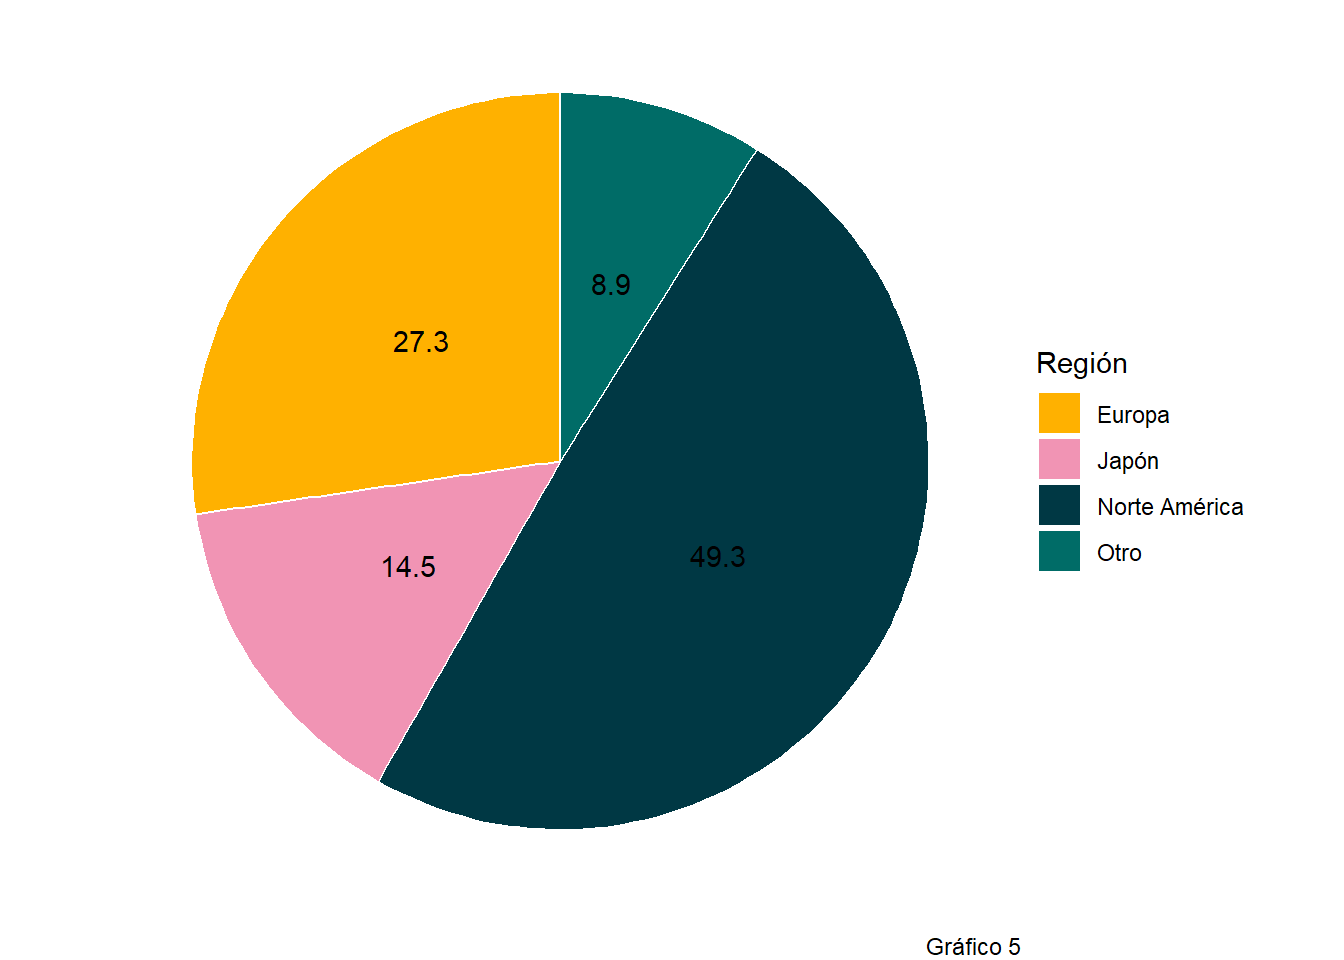 8.9
27.3
49.3
14.5
Región
Europa
Japón
Norte América
Otro
Gráfico 5